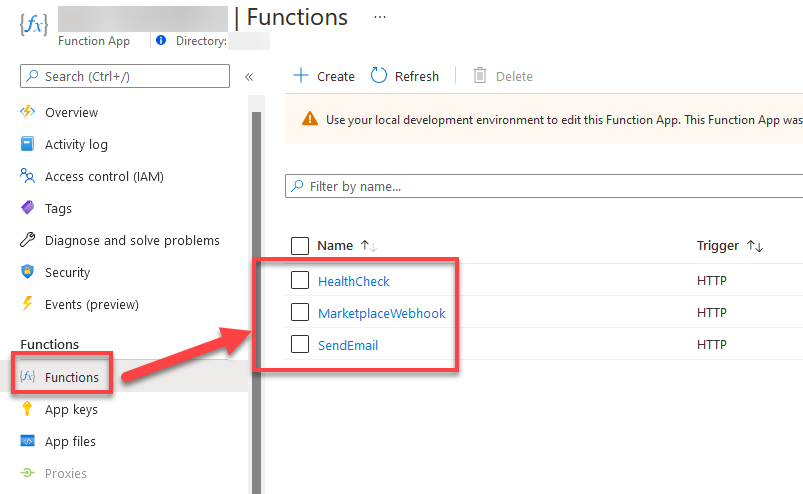 {fx} | Functions ...
Function App Directory:
Search (Ctrl+/) «
Create Refresh Delete
Overview
Use your local development environment to edit this Function App. This Function App was
Activity log
Access control (IAM)
Filter by name...
Tags
Diagnose and solve problems
Name ↑↓ Trigger ↑↓
Security
HealthCheck HTTP
Events (preview)
MarketplaceWebhook HTTP
Functions
SendEmail HTTP
{fx} Functions
App keys
App files
Proxies